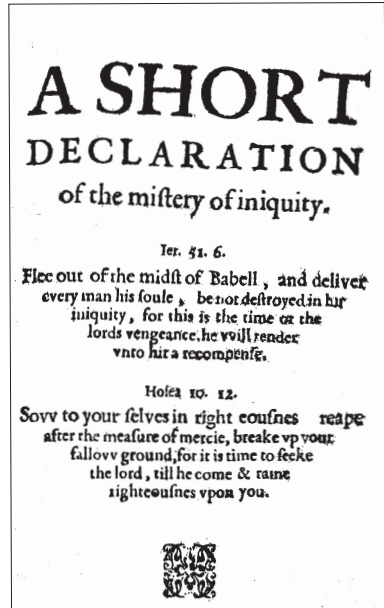 A SHORT
DECLARATION
of the miſtery of iniquity.
Ier. 51. 6.
Flee out of the midſt of Babell, and deliver
every man his ſoule, be not deſtroyed in hir
iniquity, for this is the time of the
lords vengeance, he vvill render
vnto hir a recompenſe.
Hoſea 10. 12.
Sovv to your ſelves in right eouſnes reape
after the meaſure of mercie, breake vp your
fallovv ground, for it is time to ſeeke
the lord, till he come & raine
righteouſnes vpon you.